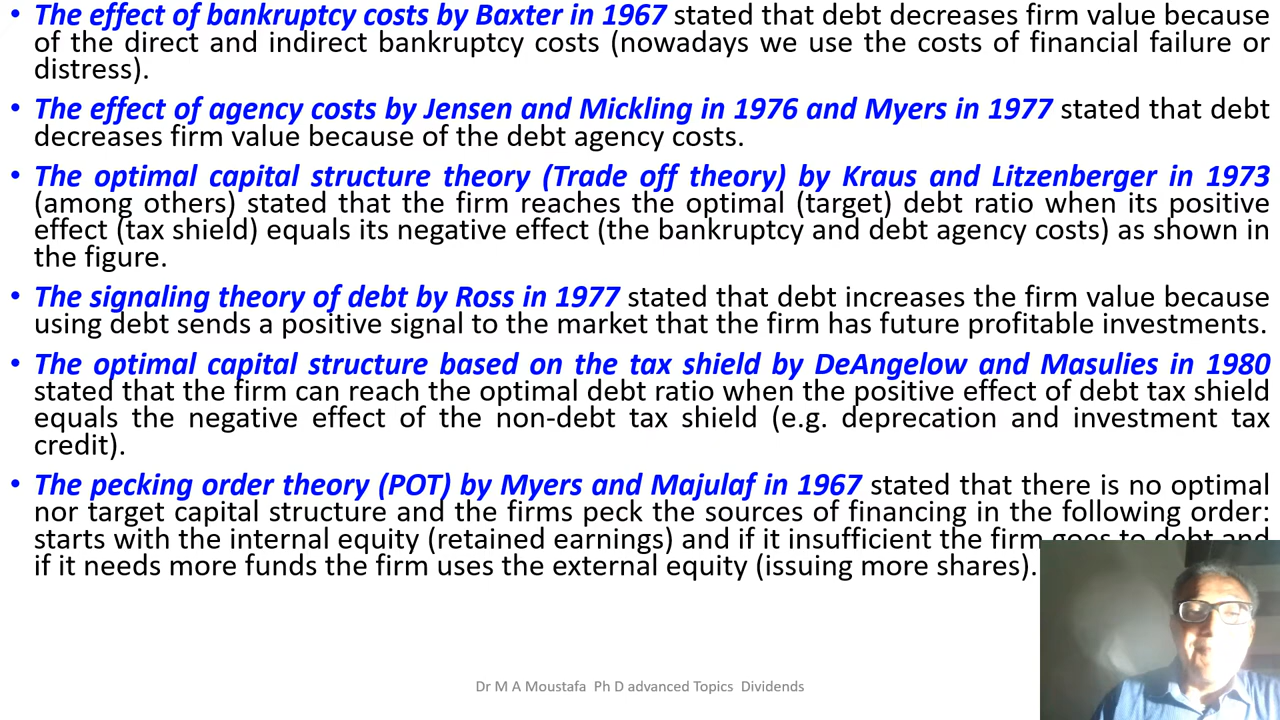 • The effect of bankruptcy costs by Baxter in 1967 stated that debt decreases firm value because
of the direct and indirect bankruptcy costs (nowadays we use the costs of financial failure or
distress).
• The effect of agency costs by Jensen and Mickling in 1976 and Myers in 1977 stated that debt
decreases firm value because of the debt agency costs.
• The optimal capital structure theory (Trade off theory) by Kraus and Litzenberger in 1973
(among others) stated that the firm reaches the optimal (target) debt ratio when its positive
effect (tax shield) equals its negative effect (the bankruptcy and debt agency costs) as shown in
the figure.
• The signaling theory of debt by Ross in 1977 stated that debt increases the firm value because
using debt sends a positive signal to the market that the firm has future profitable investments.
• The optimal capital structure based on the tax shield by DeAngelow and Masulies in 1980
stated that the firm can reach the optimal debt ratio when the positive effect of debt tax shield
equals the negative effect of the non-debt tax shield (e.g. deprecation and investment tax
credit).
• The pecking order theory (POT) by Myers and Majulaf in 1967 stated that there is no optimal
nor target capital structure and the firms peck the sources of financing in the following order:
starts with the internal equity (retained earnings) and if it insufficient the firm goes to debt and
if it needs more funds the firm uses the external equity (issuing more shares).
Dr M A Moustafa Ph D advanced Topics Dividends